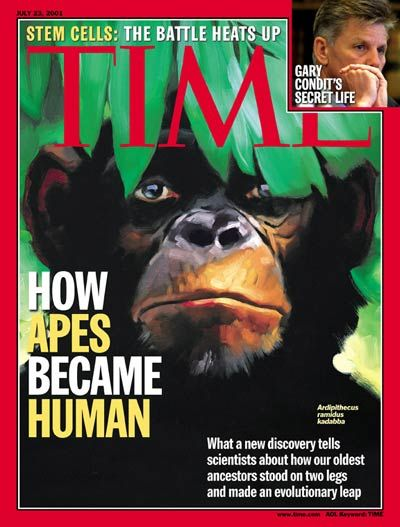 JULY 23, 2001
STEM CELLS: THE BATTLE HEATS UP
GARY
CONDIT'S
SECRET LIFE
TIME
HOW
APES
BECAME
HUMAN
Ardipithecus
ramidus
kadabba
What a new discovery tells
scientists about how our oldest
ancestors stood on two legs
and made an evolutionary leap
www.time.com AOL Keyword: TIME